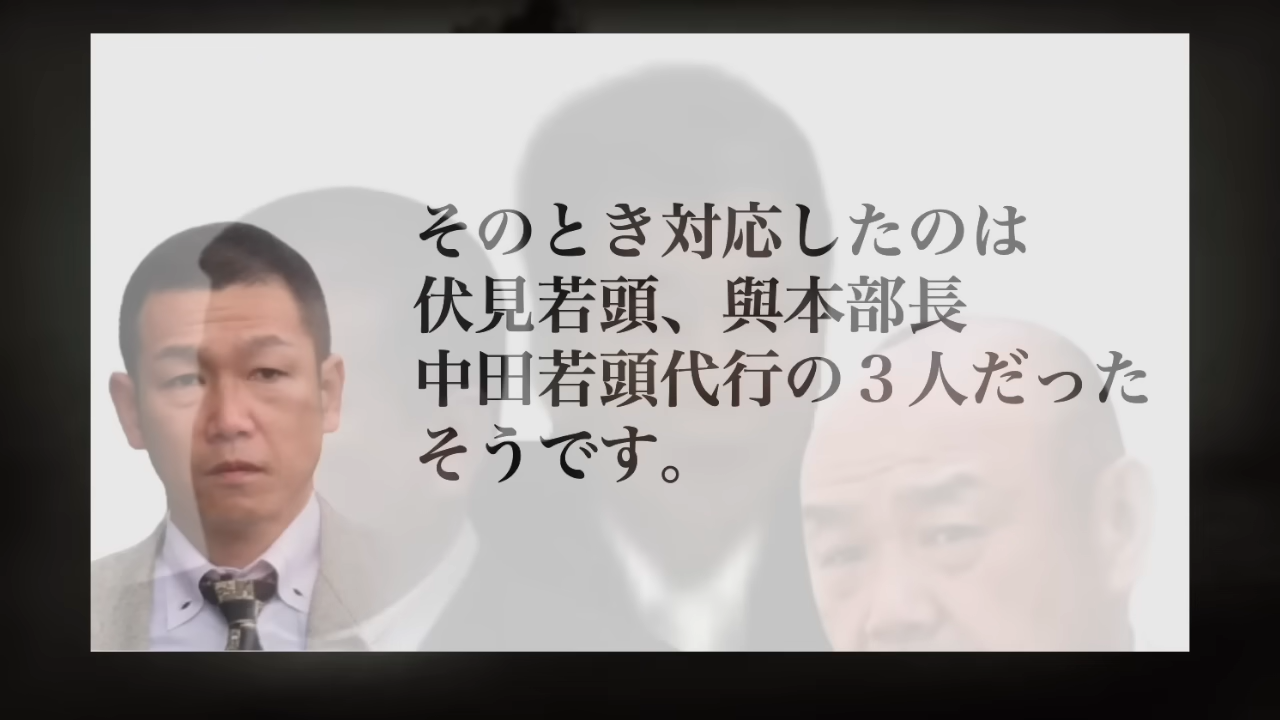 そのとき対応したのは
伏見若頭、與本部長
中田若頭代行の３人だった
そうです。